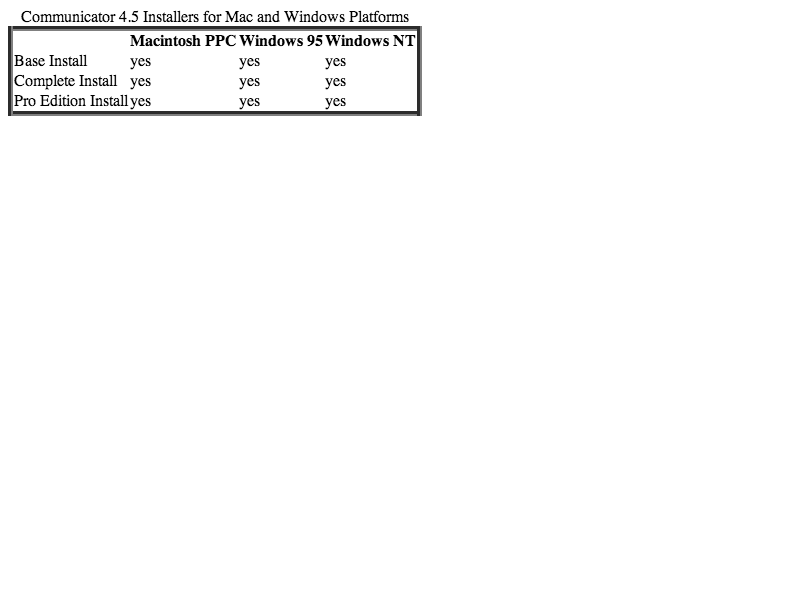 Communicator 4.5 Installers for Mac and Windows Platforms
Macintosh PPC Windows 95 Windows NT
Base Install yes yes yes
Complete Install yes yes yes
Pro Edition Install yes yes yes